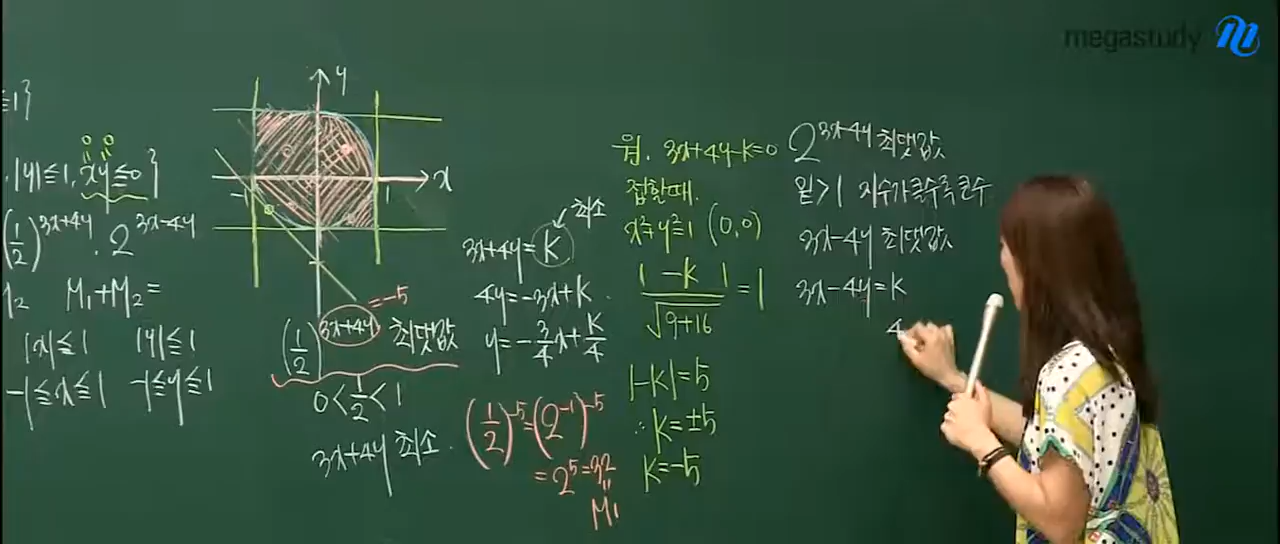 megastudy
≦1}
, |y|≦1, xy≦0}
0 0
(1/2)^{3x+4y} · 2^{3x-4y}
M₁+M₂=
|x|≦1 |y|≦1
-1≦x≦1 -1≦y≦1
y
x
-1
1
(1/2)^{3x+4y} 최댓값
=-5
0<1/2<1
3x+4y 최소.
최소
3x+4y=K
4y=-3x+K
y=-3/4x+K/4
(1/2)^{-5}=(2^{-1})^{-5}
=2^5=32
M₁
원. 3x+4y-K=0
접할때.
x²+y²=1 (0,0)
|-K|/√(9+16)=1
|-K|=5
∴K=±5
K=-5
2^{3x-4y} 최댓값
밑>1 지수가클수록큰수
3x-4y 최댓값
3x-4y=K
4